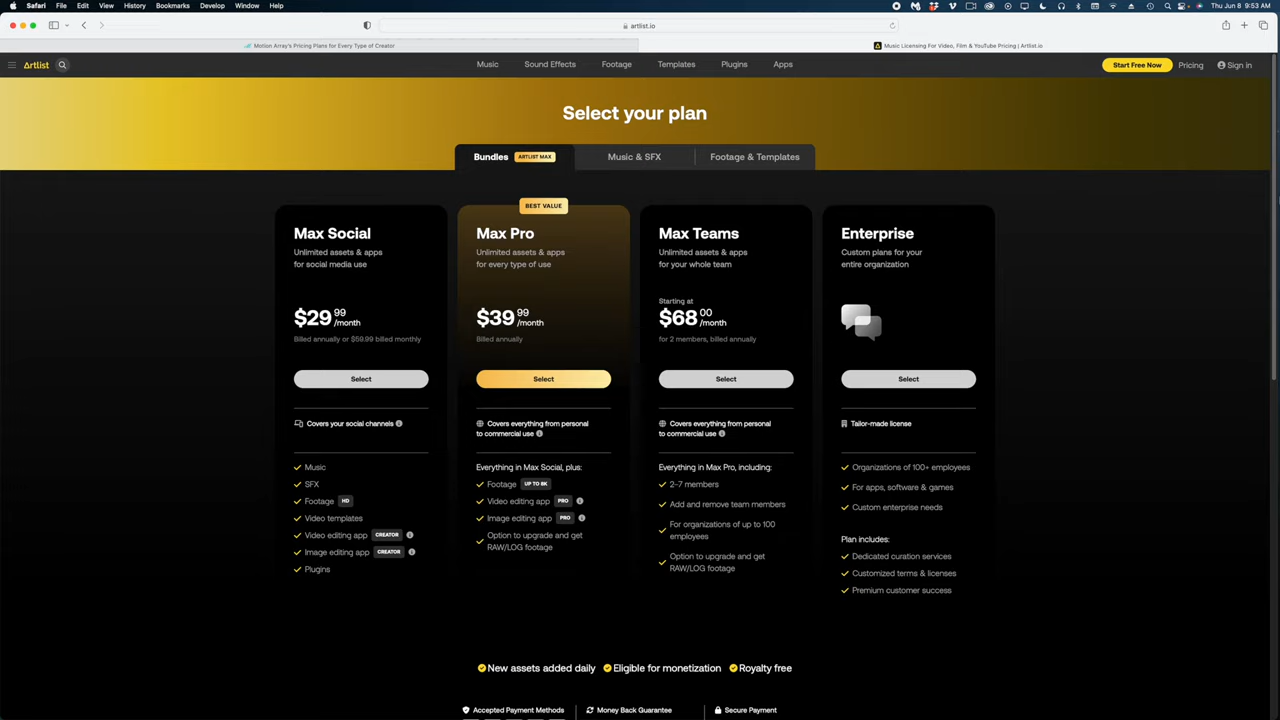 Safari File Edit View History Bookmarks Develop Window Help
Thu Jun 8 9:53 AM
artlist.io
Motion Array's Pricing Plans for Every Type of Creator
Music Licensing For Video, Film & YouTube Pricing | Artlist.io
Artlist
Music Sound Effects Footage Templates Plugins Apps
Start Free Now Pricing Sign in
Select your plan
Bundles ARTLIST MAX Music & SFX Footage & Templates
Max Social
Unlimited assets & apps
for social media use
$29 99
/month
Billed annually or $59.99 billed monthly
Select
Covers your social channels
Music
SFX
Footage HD
Video templates
Video editing app CREATOR
Image editing app CREATOR
Plugins
BEST VALUE
Max Pro
Unlimited assets & apps
for every type of use
$39 99
/month
Billed annually
Select
Covers everything from personal
to commercial use
Everything in Max Social, plus:
Footage UP TO 8K
Video editing app PRO
Image editing app PRO
Option to upgrade and get
RAW/LOG footage
Max Teams
Unlimited assets & apps
for your whole team
Starting at
$68 00
/month
for 2 members, billed annually
Select
Covers everything from personal
to commercial use
Everything in Max Pro, including:
2-7 members
Add and remove team members
For organizations of up to 100
employees
Option to upgrade and get
RAW/LOG footage
Enterprise
Custom plans for your
entire organization
Select
Tailor-made license
Organizations of 100+ employees
For apps, software & games
Custom enterprise needs
Plan includes:
Dedicated curation services
Customized terms & licenses
Premium customer success
New assets added daily Eligible for monetization Royalty free
Accepted Payment Methods Money Back Guarantee Secure Payment